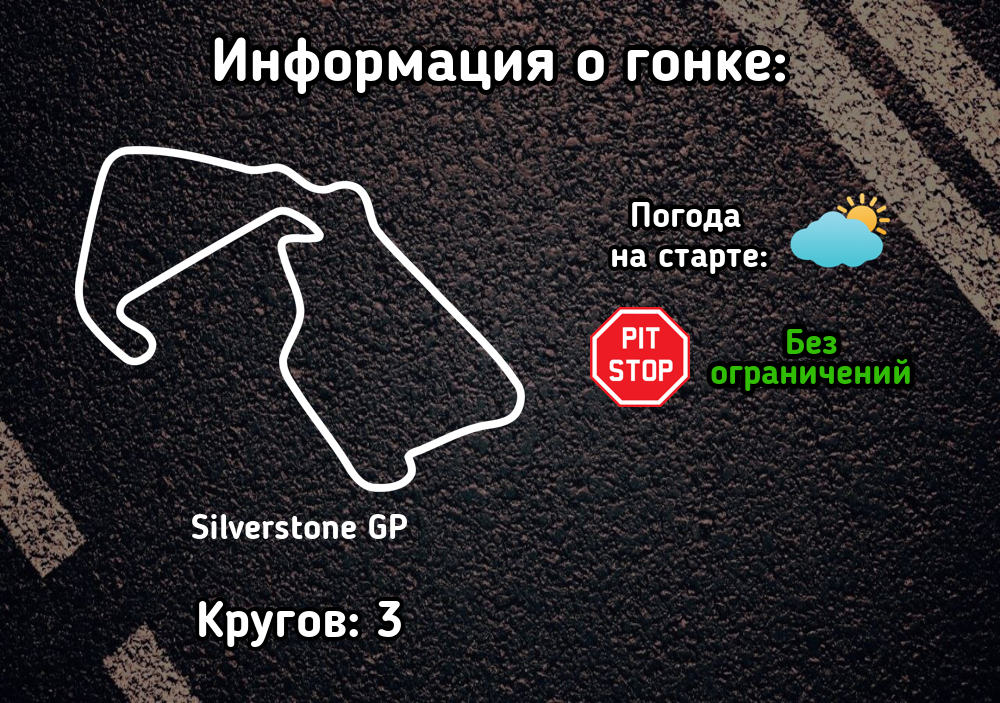 Информация о гонке:
Погода
на старте:
PIT
STOP
Без
ограничений
Silverstone GP
Кругов: 3